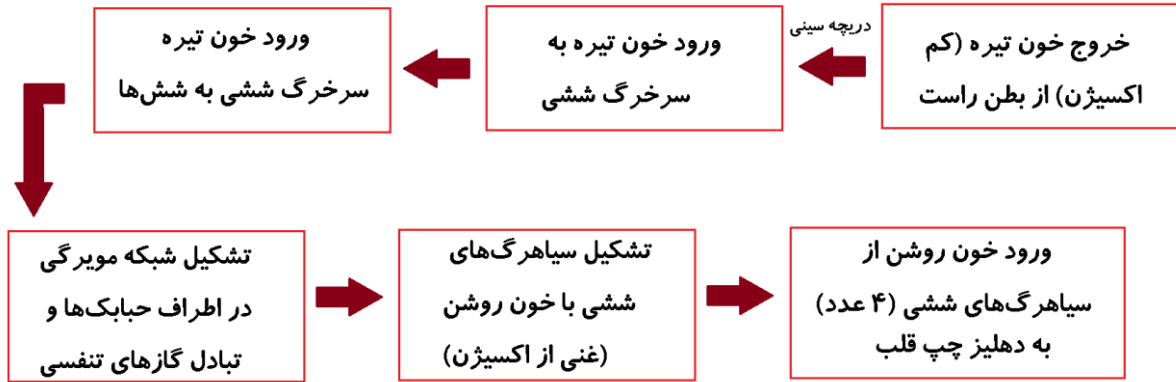 خروج خون تیره (کم
اکسیژن) از بطن راست
دریچه سینی
ورود خون تیره به
سرخرگ ششی
ورود خون تیره
سرخرگ ششی به شش‌ها
تشکیل شبکه مویرگی
در اطراف حبابک‌ها و
تبادل گازهای تنفسی
تشکیل سیاهرگ‌های
ششی با خون روشن
(غنی از اکسیژن)
ورود خون روشن از
سیاهرگ‌های ششی (۴ عدد)
به دهلیز چپ قلب